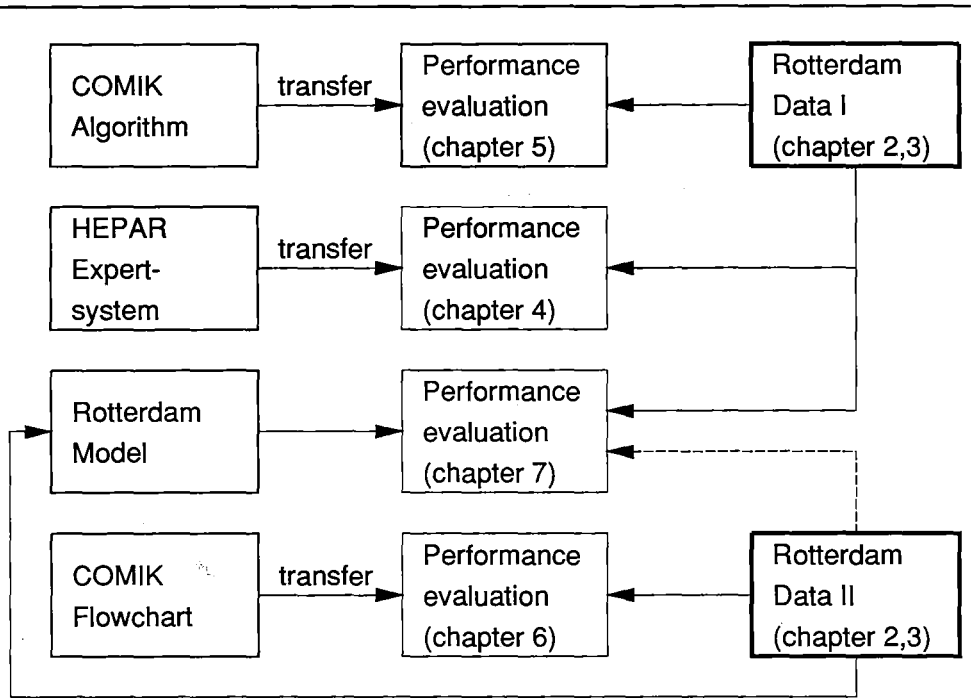 COMIK
Algorithm
transfer
Performance
evaluation
(chapter 5)
Rotterdam
Data I
(chapter 2,3)
HEPAR
Expert-
system
transfer
Performance
evaluation
(chapter 4)
Rotterdam
Model
Performance
evaluation
(chapter 7)
COMIK
Flowchart
transfer
Performance
evaluation
(chapter 6)
Rotterdam
Data II
(chapter 2,3)